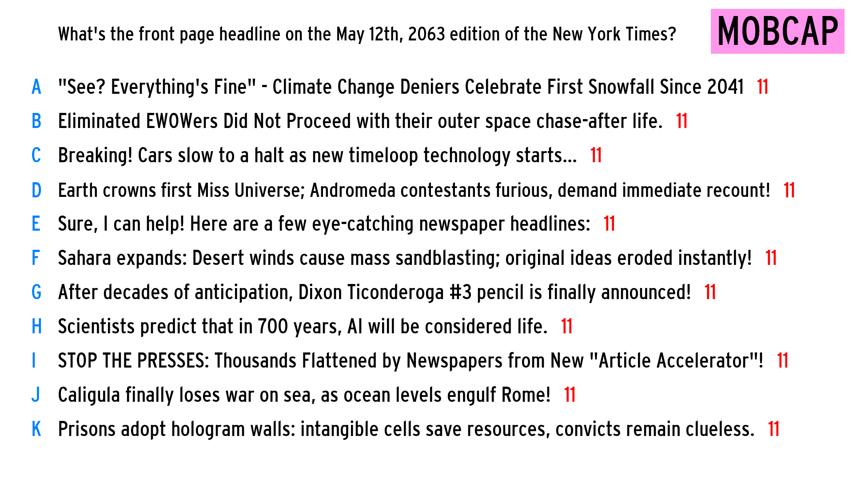 What's the front page headline on the May 12th, 2063 edition of the New York Times? MOBCAP
A "See? Everything's Fine" - Climate Change Deniers Celebrate First Snowfall Since 2041 11
B Eliminated EWOWers Did Not Proceed with their outer space chase-after life. 11
C Breaking! Cars slow to a halt as new timeloop technology starts... 11
D Earth crowns first Miss Universe; Andromeda contestants furious, demand immediate recount! 11
E Sure, I can help! Here are a few eye-catching newspaper headlines: 11
F Sahara expands: Desert winds cause mass sandblasting; original ideas eroded instantly! 11
G After decades of anticipation, Dixon Ticonderoga #3 pencil is finally announced! 11
H Scientists predict that in 700 years, AI will be considered life. 11
I STOP THE PRESSES: Thousands Flattened by Newspapers from New "Article Accelerator"! 11
J Caligula finally loses war on sea, as ocean levels engulf Rome! 11
K Prisons adopt hologram walls: intangible cells save resources, convicts remain clueless. 11